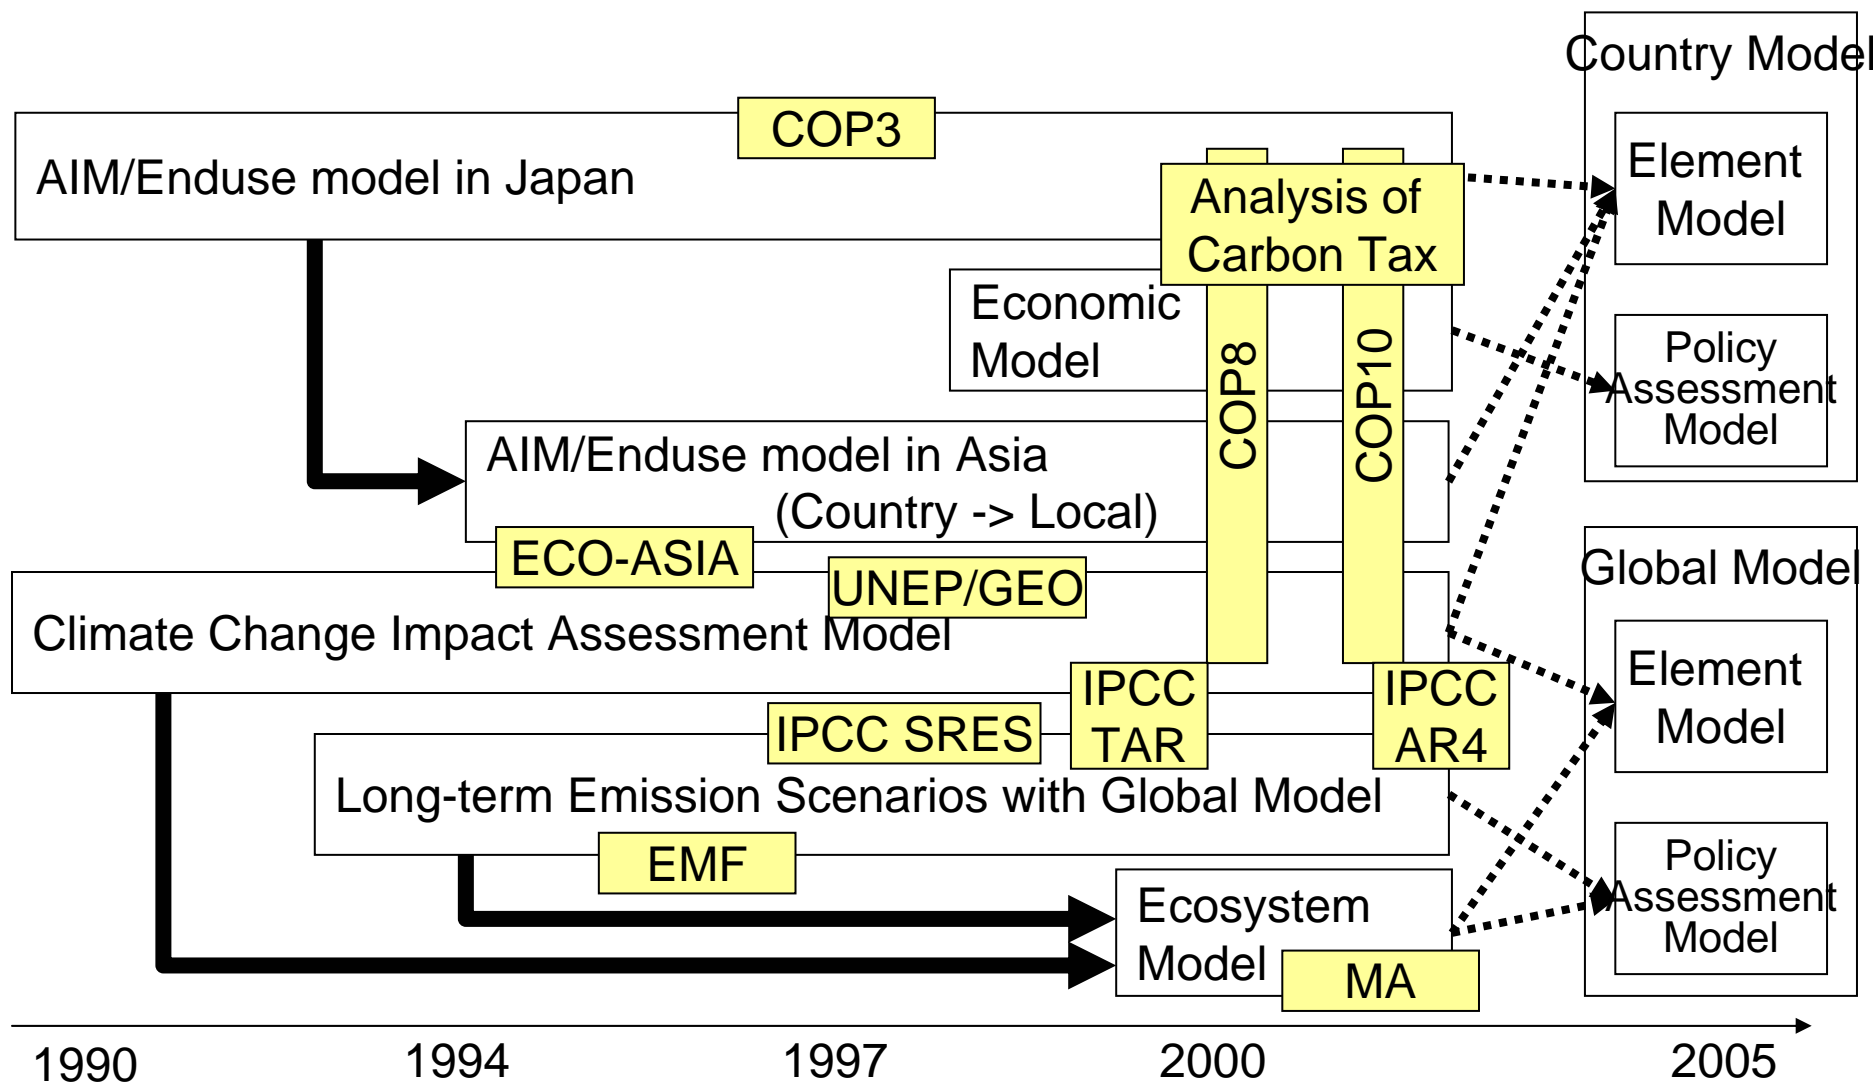 Country Model
COP3
AIM/Enduse model in Japan
Analysis of
Carbon Tax
Element
Model
Economic
Model
COP8
COP10
Policy
Assessment
Model
AIM/Enduse model in Asia
(Country -> Local)
ECO-ASIA
UNEP/GEO
Global Model
Climate Change Impact Assessment Model
IPCC
TAR
IPCC
AR4
Element
Model
IPCC SRES
Long-term Emission Scenarios with Global Model
EMF
Ecosystem
Model
MA
Policy
Assessment
Model
1990
1994
1997
2000
2005